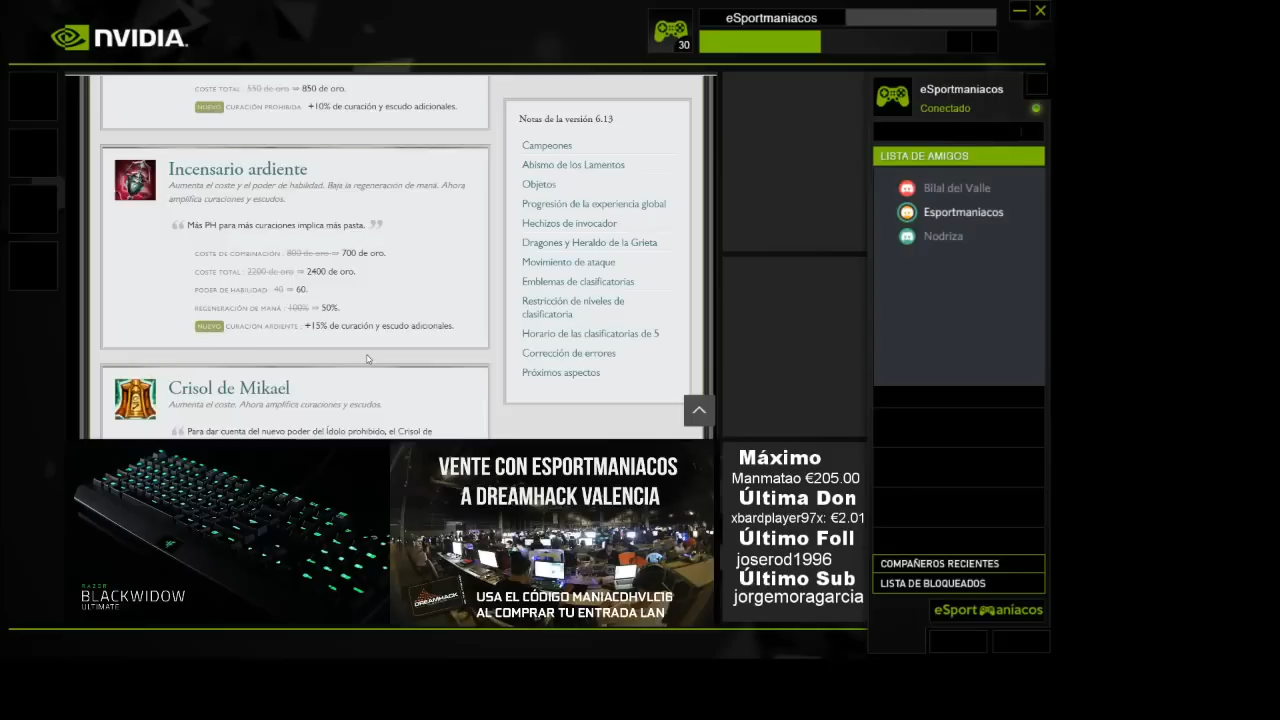 NVIDIA.
30
eSportmaniacos
COSTE TOTAL : 550 de oro ⇒ 850 de oro.
NUEVO CURACIÓN PROHIBIDA : +10% de curación y escudo adicionales.
Incensario ardiente
Aumenta el coste y el poder de habilidad. Baja la regeneración de maná. Ahora
amplifica curaciones y escudos.
Más PH para más curaciones implica más pasta.
COSTE DE COMBINACIÓN : 800 de oro ⇒ 700 de oro.
COSTE TOTAL : 2200 de oro ⇒ 2400 de oro.
PODER DE HABILIDAD : 40 ⇒ 60.
REGENERACIÓN DE MANÁ : 100% ⇒ 50%.
NUEVO CURACIÓN ARDIENTE : +15% de curación y escudo adicionales.
Crisol de Mikael
Aumenta el coste. Ahora amplifica curaciones y escudos.
Para dar cuenta del nuevo poder del Ídolo prohibido, el Crisol de
Notas de la versión 6.13
Campeones
Abismo de los Lamentos
Objetos
Progresión de la experiencia global
Hechizos de invocador
Dragones y Heraldo de la Grieta
Movimiento de ataque
Emblemas de clasificatorias
Restricción de niveles de
clasificatoria
Horario de las clasificatorias de 5
Corrección de errores
Próximos aspectos
eSportmaniacos
Conectado
LISTA DE AMIGOS
Bilal del Valle
Esportmaniacos
Nodriza
COMPAÑEROS RECIENTES
LISTA DE BLOQUEADOS
eSportmaníacos
RAZER
BLACKWIDOW
ULTIMATE
VENTE CON ESPORTMANIACOS
A DREAMHACK VALENCIA
DREAMHACK
USA EL CÓDIGO MANIACDHVLC16
AL COMPRAR TU ENTRADA LAN
Máximo
Manmatao €205.00
Última Don
xbardplayer97x: €2.01
Último Foll
joserod1996
Último Sub
jorgemoragarcia